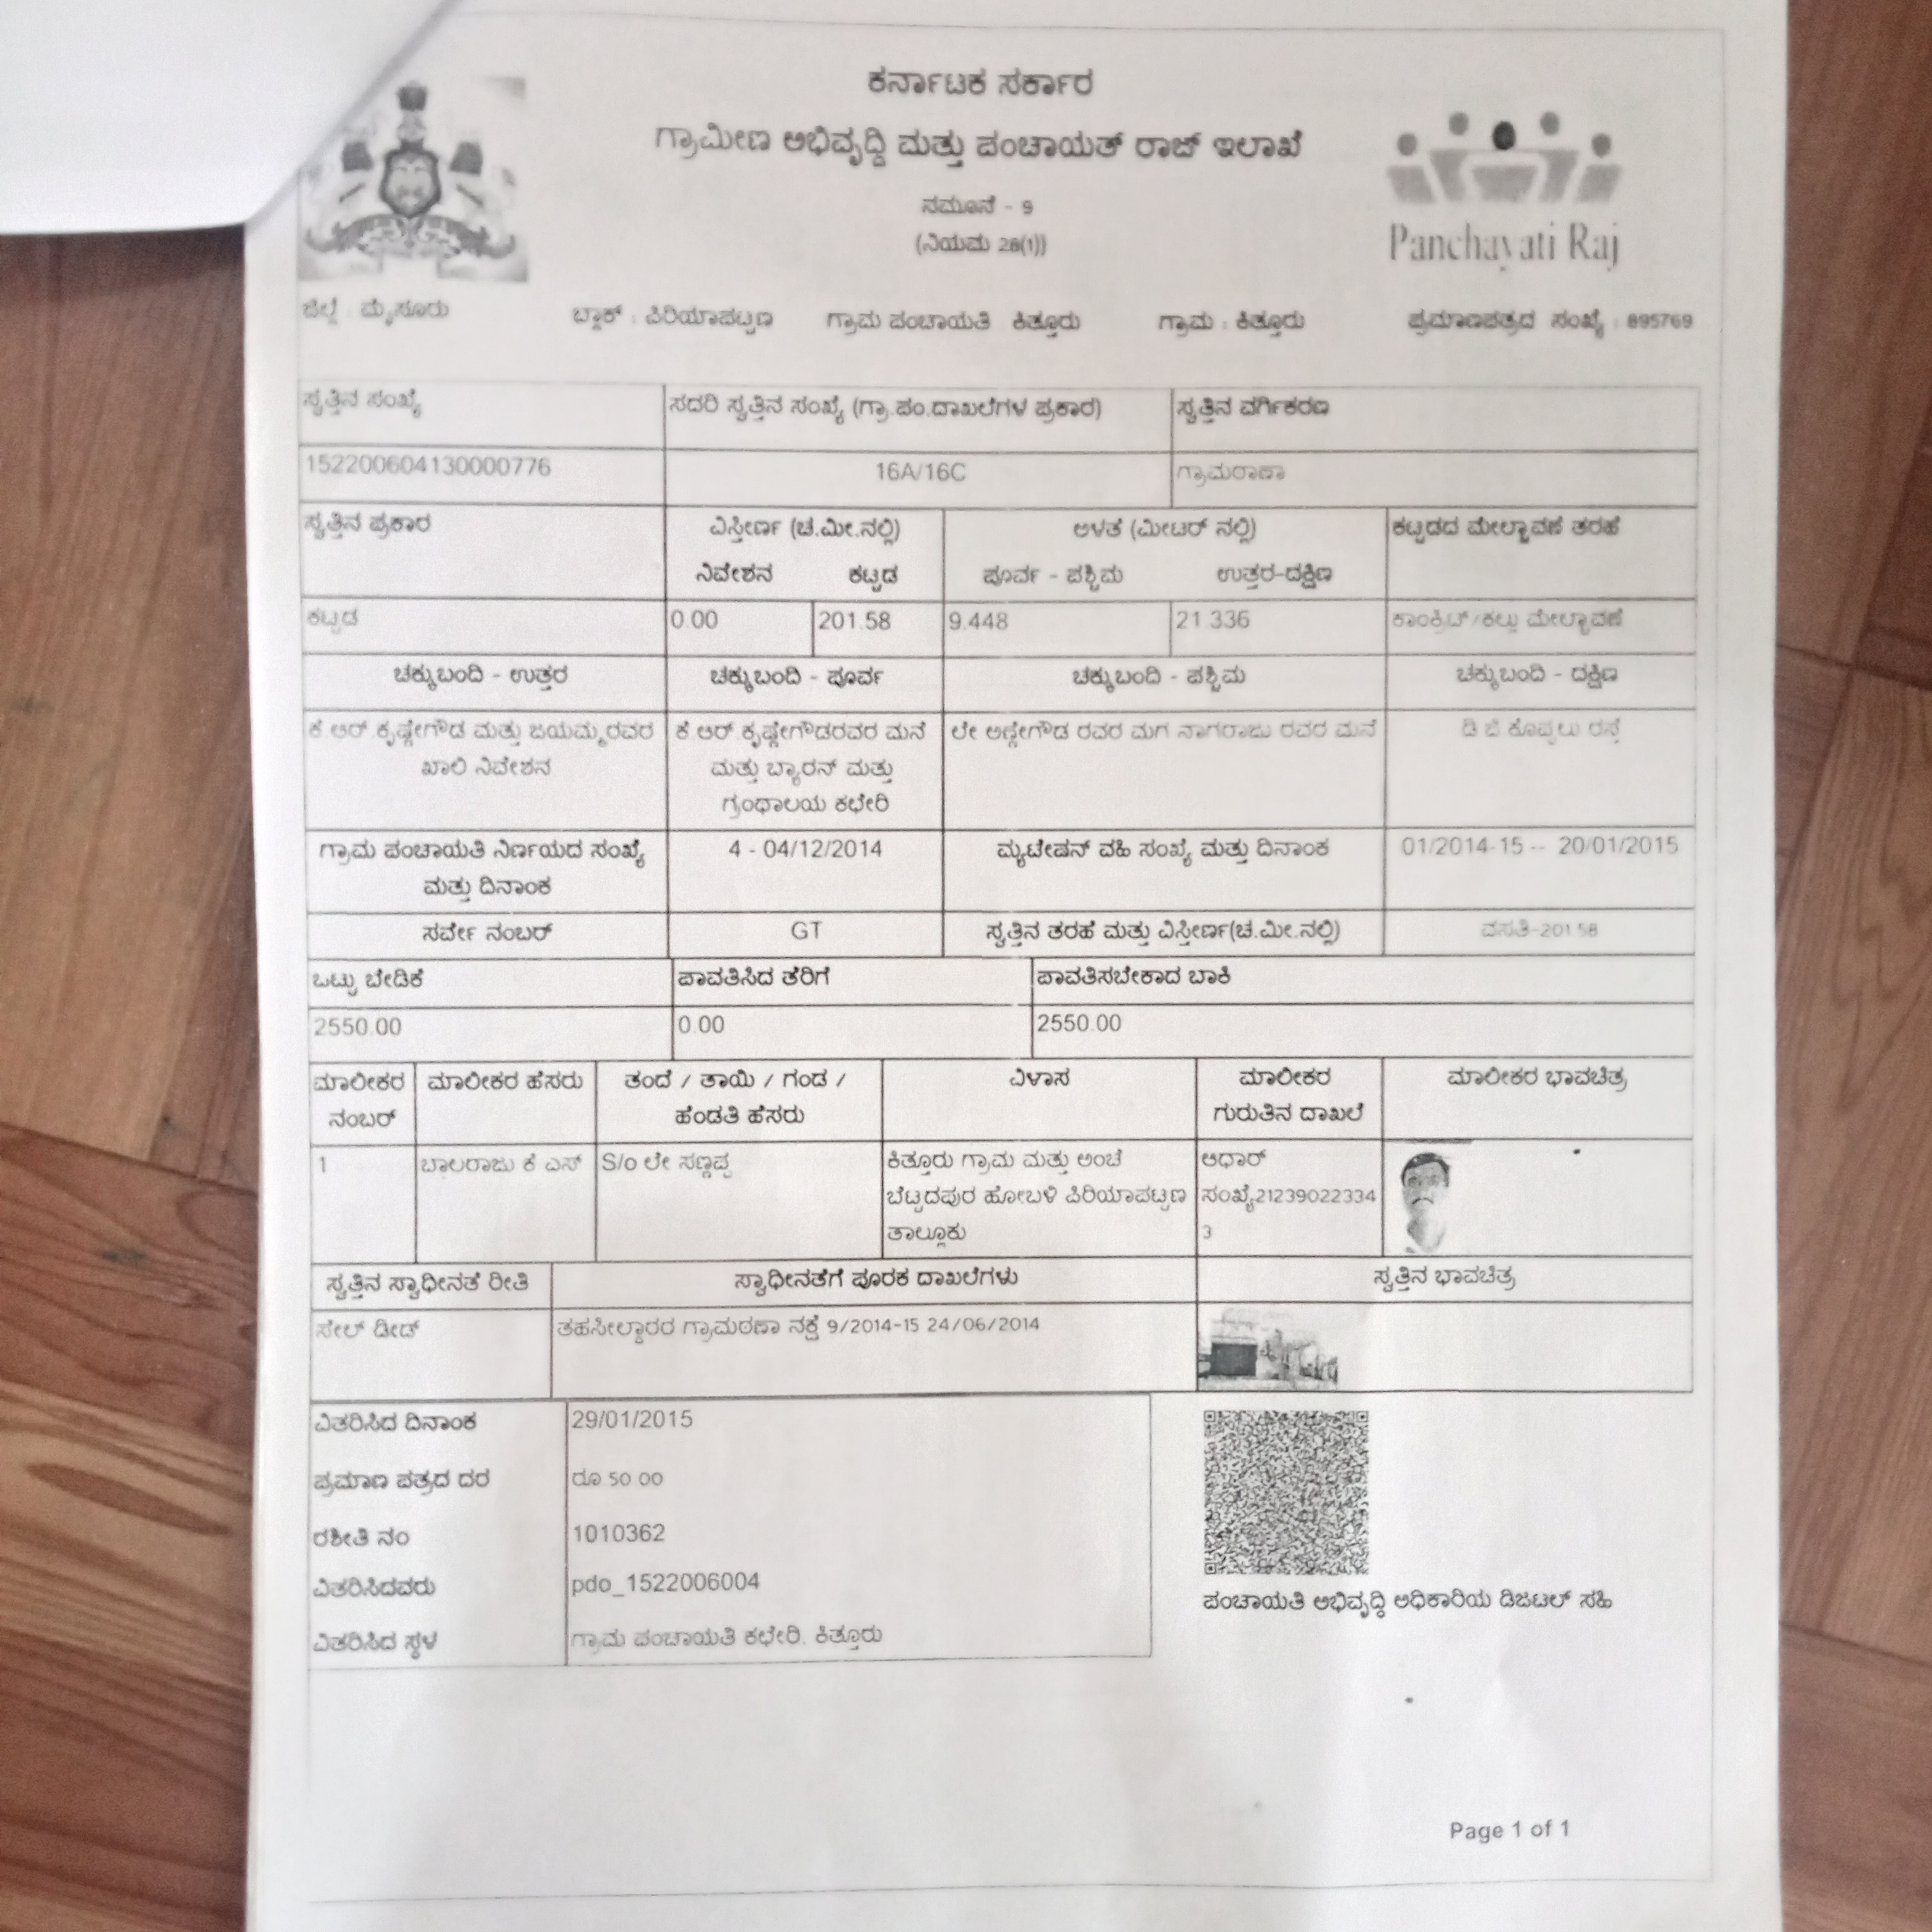 ಕರ್ನಾಟಕ ಸರ್ಕಾರ
ಗ್ರಾಮೀಣ ಅಭಿವೃದ್ಧಿ ಮತ್ತು ಪಂಚಾಯತ್ ರಾಜ್ ಇಲಾಖೆ
ನಮೂನೆ - 9
(ನಿಯಮ 28(1))
Panchayati Raj
ಜಿಲ್ಲೆ : ಮೈಸೂರು ಬ್ಲಾಕ್ : ಪಿರಿಯಾಪಟ್ಟಣ ಗ್ರಾಮ ಪಂಚಾಯತಿ ಕಿತ್ತೂರು ಗ್ರಾಮ : ಕಿತ್ತೂರು ಪ್ರಮಾಣಪತ್ರದ ಸಂಖ್ಯೆ : 895769
ಸ್ವತ್ತಿನ ಸಂಖ್ಯೆ ಸದರಿ ಸ್ವತ್ತಿನ ಸಂಖ್ಯೆ (ಗ್ರಾ.ಪಂ.ದಾಖಲೆಗಳ ಪ್ರಕಾರ) ಸ್ವತ್ತಿನ ವರ್ಗೀಕರಣ
152200604130000776 16A/16C ಗ್ರಾಮಠಾಣಾ
ಸ್ವತ್ತಿನ ಪ್ರಕಾರ ವಿಸ್ತೀರ್ಣ (ಚ.ಮೀ.ನಲ್ಲಿ) ಅಳತೆ (ಮೀಟರ್ ನಲ್ಲಿ) ಕಟ್ಟಡದ ಮೇಲ್ಛಾವಣಿ ತರಹೆ
ನಿವೇಶನ ಕಟ್ಟಡ ಪೂರ್ವ - ಪಶ್ಚಿಮ ಉತ್ತರ-ದಕ್ಷಿಣ
ಕಟ್ಟಡ 0.00 201.58 9.448 21.336 ಕಾಂಕ್ರಿಟ್/ಕಲ್ಲು ಮೇಲ್ಛಾವಣಿ
ಚಕ್ಕುಬಂದಿ - ಉತ್ತರ ಚಕ್ಕುಬಂದಿ - ಪೂರ್ವ ಚಕ್ಕುಬಂದಿ - ಪಶ್ಚಿಮ ಚಕ್ಕುಬಂದಿ - ದಕ್ಷಿಣ
ಕೆ.ಆರ್.ಕೃಷ್ಣೇಗೌಡ ಮತ್ತು ಜಯಮ್ಮರವರ ಕೆ.ಆರ್.ಕೃಷ್ಣೇಗೌಡರವರ ಮನೆ ಲೇ ಅಣ್ಣೇಗೌಡ ರವರ ಮಗ ನಾಗರಾಜು ರವರ ಮನೆ ಡಿ ಜಿ ಕೊಪ್ಪಲು ರಸ್ತೆ
ಖಾಲಿ ನಿವೇಶನ ಮತ್ತು ಬ್ಯಾರನ್ ಮತ್ತು
ಗ್ರಂಥಾಲಯ ಕಛೇರಿ
ಗ್ರಾಮ ಪಂಚಾಯತಿ ನಿರ್ಣಯದ ಸಂಖ್ಯೆ 4 - 04/12/2014 ಮ್ಯುಟೇಷನ್ ವಹಿ ಸಂಖ್ಯೆ ಮತ್ತು ದಿನಾಂಕ 01/2014-15 -- 20/01/2015
ಮತ್ತು ದಿನಾಂಕ
ಸರ್ವೇ ನಂಬರ್ GT ಸ್ವತ್ತಿನ ತರಹೆ ಮತ್ತು ವಿಸ್ತೀರ್ಣ(ಚ.ಮೀ.ನಲ್ಲಿ) ವಸತಿ-201.58
ಒಟ್ಟು ಬೇಡಿಕೆ ಪಾವತಿಸಿದ ತೆರಿಗೆ ಪಾವತಿಸಬೇಕಾದ ಬಾಕಿ
2550.00 0.00 2550.00
ಮಾಲೀಕರ ಮಾಲೀಕರ ಹೆಸರು ತಂದೆ / ತಾಯಿ / ಗಂಡ / ವಿಳಾಸ ಮಾಲೀಕರ ಮಾಲೀಕರ ಭಾವಚಿತ್ರ
ನಂಬರ್ ಹೆಂಡತಿ ಹೆಸರು ಗುರುತಿನ ದಾಖಲೆ
1 ಬಾಲರಾಜು ಕೆ ಎಸ್ S/o ಲೇ ಸಣ್ಣಪ್ಪ ಕಿತ್ತೂರು ಗ್ರಾಮ ಮತ್ತು ಅಂಚೆ ಆಧಾರ್
ಬೆಟ್ಟದಪುರ ಹೋಬಳಿ ಪಿರಿಯಾಪಟ್ಟಣ ಸಂಖ್ಯೆ21239022334
ತಾಲ್ಲೂಕು 3
ಸ್ವತ್ತಿನ ಸ್ವಾಧೀನತೆ ರೀತಿ ಸ್ವಾಧೀನತೆಗೆ ಪೂರಕ ದಾಖಲೆಗಳು ಸ್ವತ್ತಿನ ಭಾವಚಿತ್ರ
ಸೇಲ್ ಡೀಡ್ ತಹಸೀಲ್ದಾರರ ಗ್ರಾಮಠಾಣಾ ನಕ್ಷೆ 9/2014-15 24/06/2014
ವಿತರಿಸಿದ ದಿನಾಂಕ 29/01/2015
ಪ್ರಮಾಣ ಪತ್ರದ ದರ ರೂ 50.00
ರಶೀತಿ ನಂ 1010362
ವಿತರಿಸಿದವರು pdo_1522006004
ವಿತರಿಸಿದ ಸ್ಥಳ ಗ್ರಾಮ ಪಂಚಾಯತಿ ಕಛೇರಿ, ಕಿತ್ತೂರು
ಪಂಚಾಯತಿ ಅಭಿವೃದ್ಧಿ ಅಧಿಕಾರಿಯ ಡಿಜಿಟಲ್ ಸಹಿ
Page 1 of 1